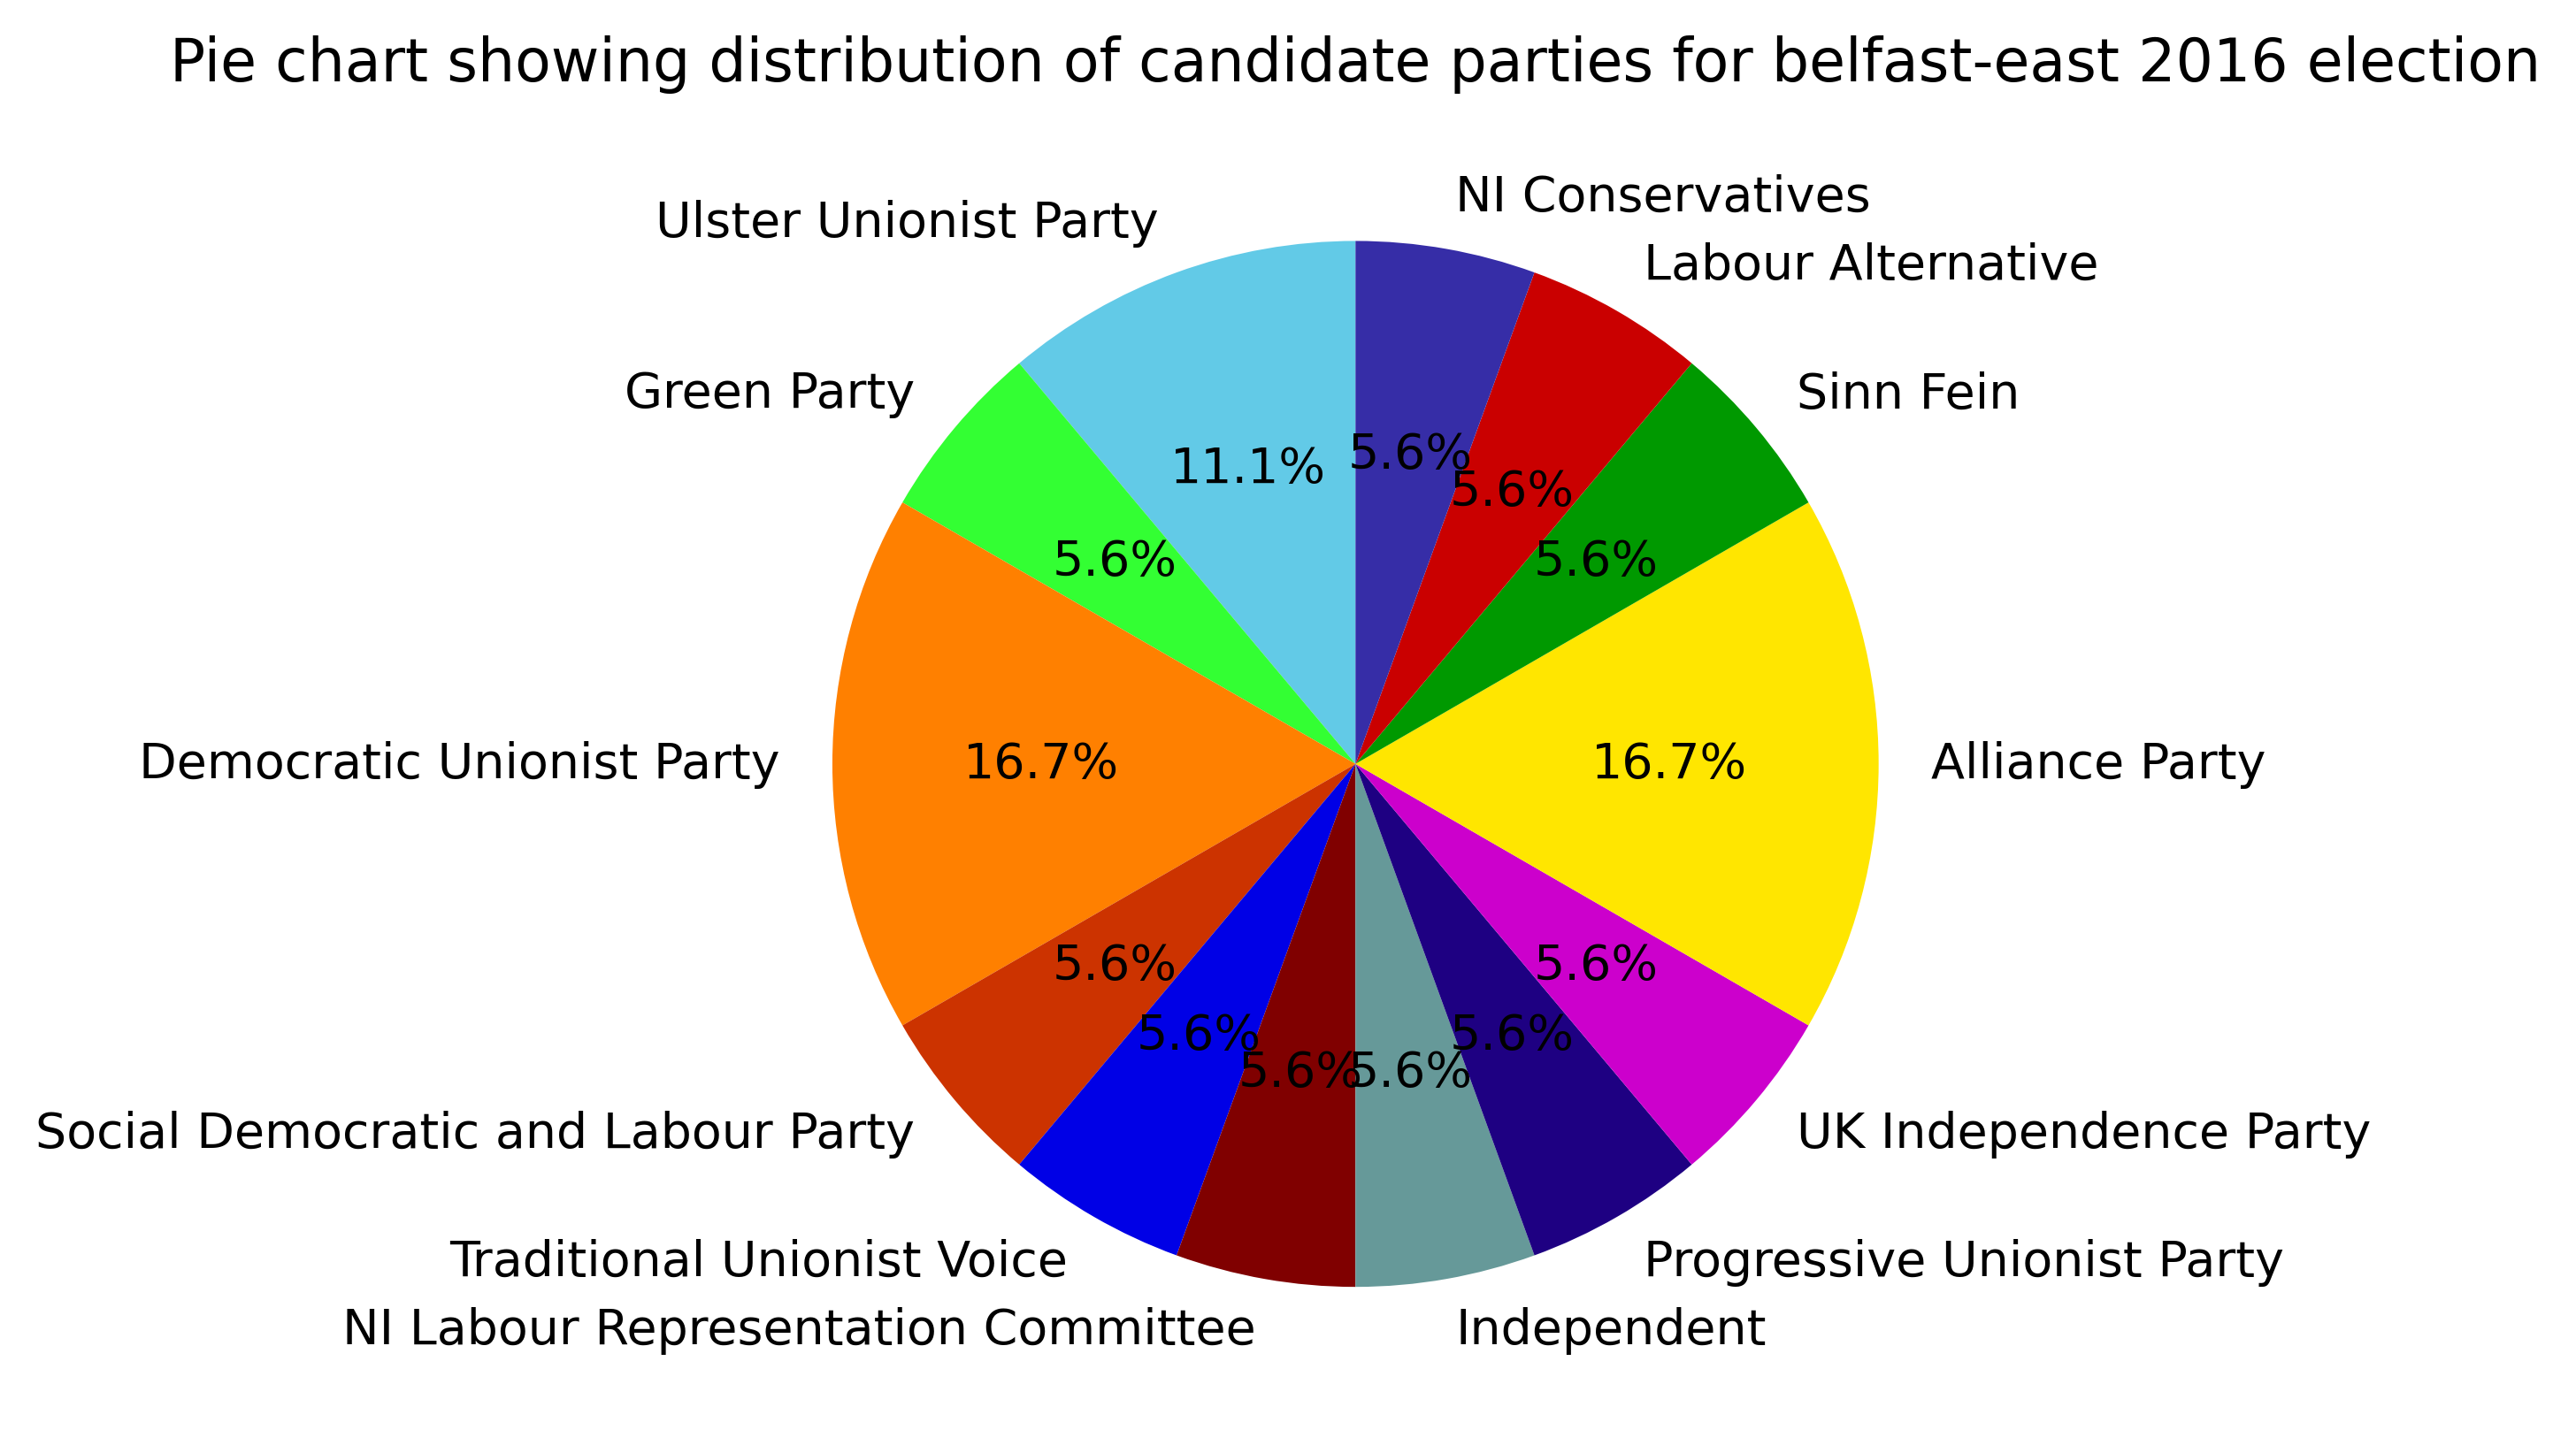 Pie chart showing distribution of candidate parties for belfast-east 2016 election
NI Conservatives
Ulster Unionist Party
Labour Alternative
Green Party
Sinn Fein
5.6%
11.1%
5.6%
5.6%
5.6%
Democratic Unionist Party
16.7%
16.7%
Alliance Party
5.6%
5.6%
5.6%
5.6%
5.6%
5.6%
Social Democratic and Labour Party
UK Independence Party
Traditional Unionist Voice
Progressive Unionist Party
NI Labour Representation Committee
Independent